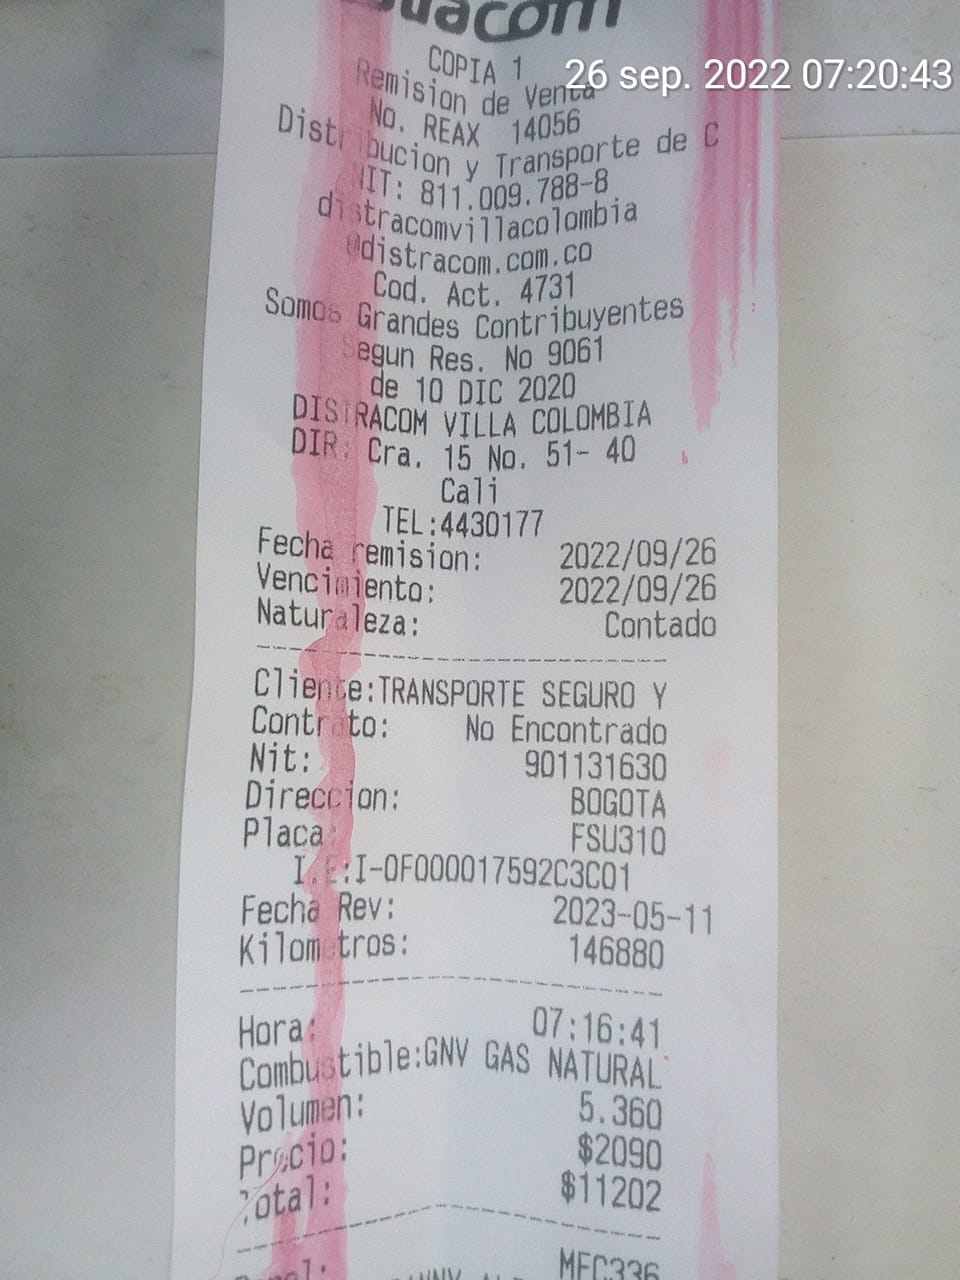 COPIA 1
26 sep. 2022 07:20:43
Remision de Venta
No. REAX 14056
Distribucion y Transporte de C
NIT: 811.009.788-8
distracomvillacolombia
@distracom.com.co
Cod. Act. 4731
Somos Grandes Contribuyentes
Segun Res. No 9061
de 10 DIC 2020
DISTRACOM VILLA COLOMBIA
DIR: Cra. 15 No. 51- 40
Cali
TEL:4430177
Fecha remision: 2022/09/26
Vencimiento: 2022/09/26
Naturaleza: Contado
Cliente:TRANSPORTE SEGURO Y
Contrato: No Encontrado
Nit: 901131630
Direccion: BOGOTA
Placa: FSU310
I.E:I-0F000017592C3C01
Fecha Rev: 2023-05-11
Kilometros: 146880
Hora: 07:16:41
Combustible:GNV GAS NATURAL
Volumen: 5.360
Precio: $2090
Total: $11202
MFC336